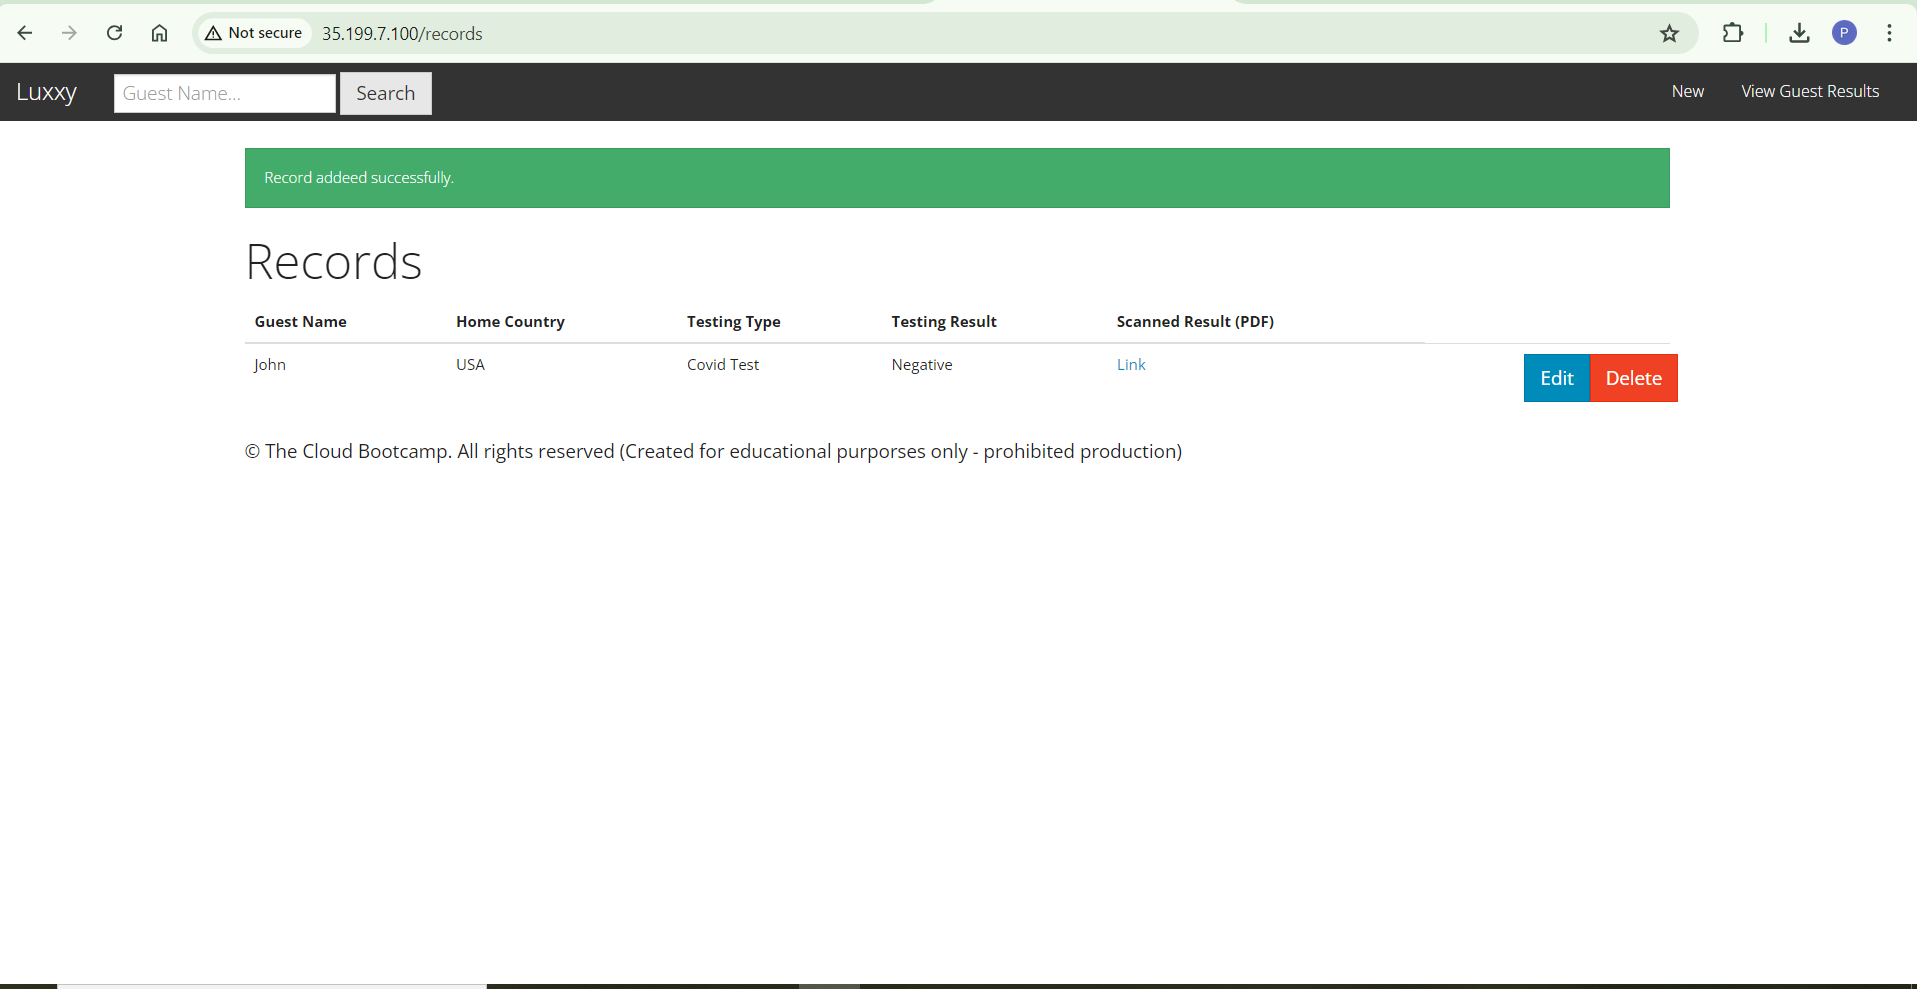 Not secure 35.199.7.100/records P
Luxxy Guest Name... Search New View Guest Results
Record addeed successfully.
Records
Guest Name Home Country Testing Type Testing Result Scanned Result (PDF)
John USA Covid Test Negative Link Edit Delete
© The Cloud Bootcamp. All rights reserved (Created for educational purporses only - prohibited production)